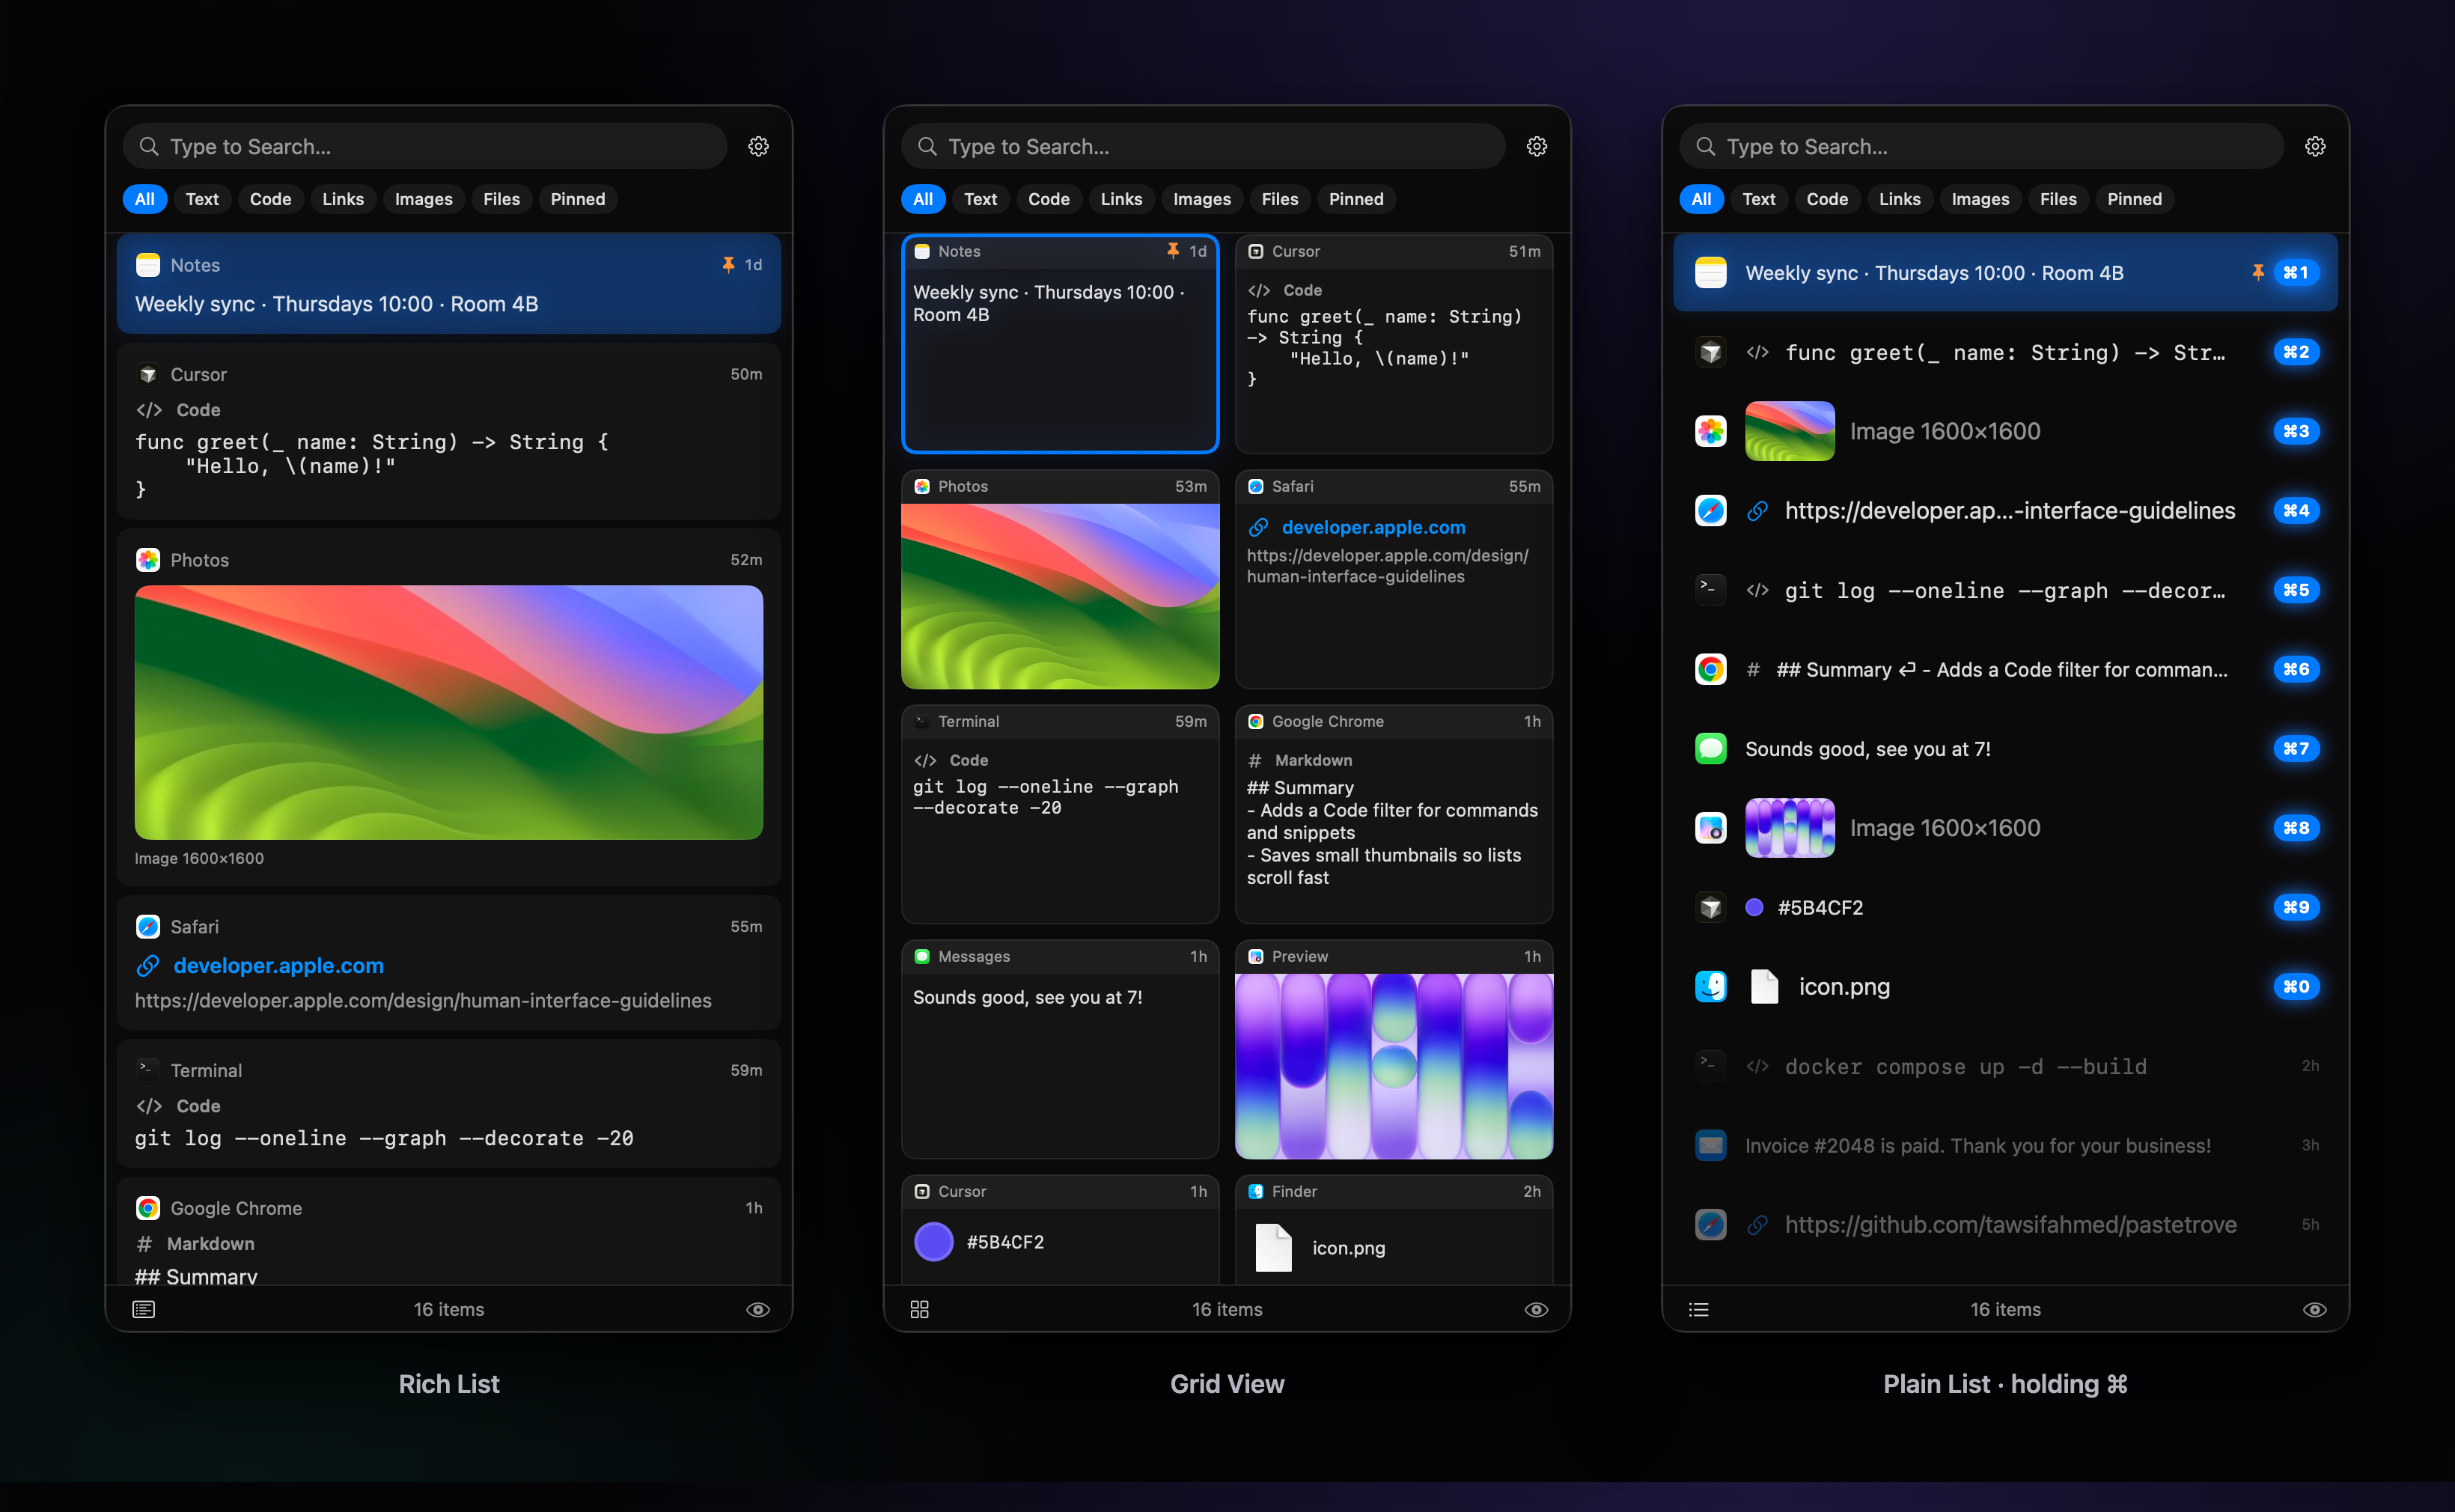 Type to Search...
All Text Code Links Images Files Pinned
Notes 1d
Weekly sync · Thursdays 10:00 · Room 4B
Cursor 50m
</> Code
func greet(_ name: String) -> String {
"Hello, \(name)!"
}
Photos 52m
Image 1600×1600
Safari 55m
developer.apple.com
https://developer.apple.com/design/human-interface-guidelines
Terminal 59m
</> Code
git log --oneline --graph --decorate -20
Google Chrome 1h
# Markdown
## Summary
16 items
Rich List
Type to Search...
All Text Code Links Images Files Pinned
Notes 1d
Weekly sync · Thursdays 10:00 ·
Room 4B
Cursor 51m
</> Code
func greet(_ name: String)
-> String {
"Hello, \(name)!"
}
Photos 53m
Safari 55m
developer.apple.com
https://developer.apple.com/design/
human-interface-guidelines
Terminal 59m
</> Code
git log --oneline --graph
--decorate -20
Google Chrome 1h
# Markdown
## Summary
- Adds a Code filter for commands
and snippets
- Saves small thumbnails so lists
scroll fast
Messages 1h
Sounds good, see you at 7!
Preview 1h
Cursor 1h
#5B4CF2
Finder 2h
icon.png
16 items
Grid View
Type to Search...
All Text Code Links Images Files Pinned
Weekly sync · Thursdays 10:00 · Room 4B ⌘1
</> func greet(_ name: String) -> Str… ⌘2
Image 1600×1600 ⌘3
https://developer.ap...-interface-guidelines ⌘4
</> git log --oneline --graph --decor… ⌘5
# ## Summary ⏎ - Adds a Code filter for comman... ⌘6
Sounds good, see you at 7! ⌘7
Image 1600×1600 ⌘8
#5B4CF2 ⌘9
icon.png ⌘0
</> docker compose up -d --build 2h
Invoice #2048 is paid. Thank you for your business! 3h
https://github.com/tawsifahmed/pastetrove 5h
16 items
Plain List · holding ⌘